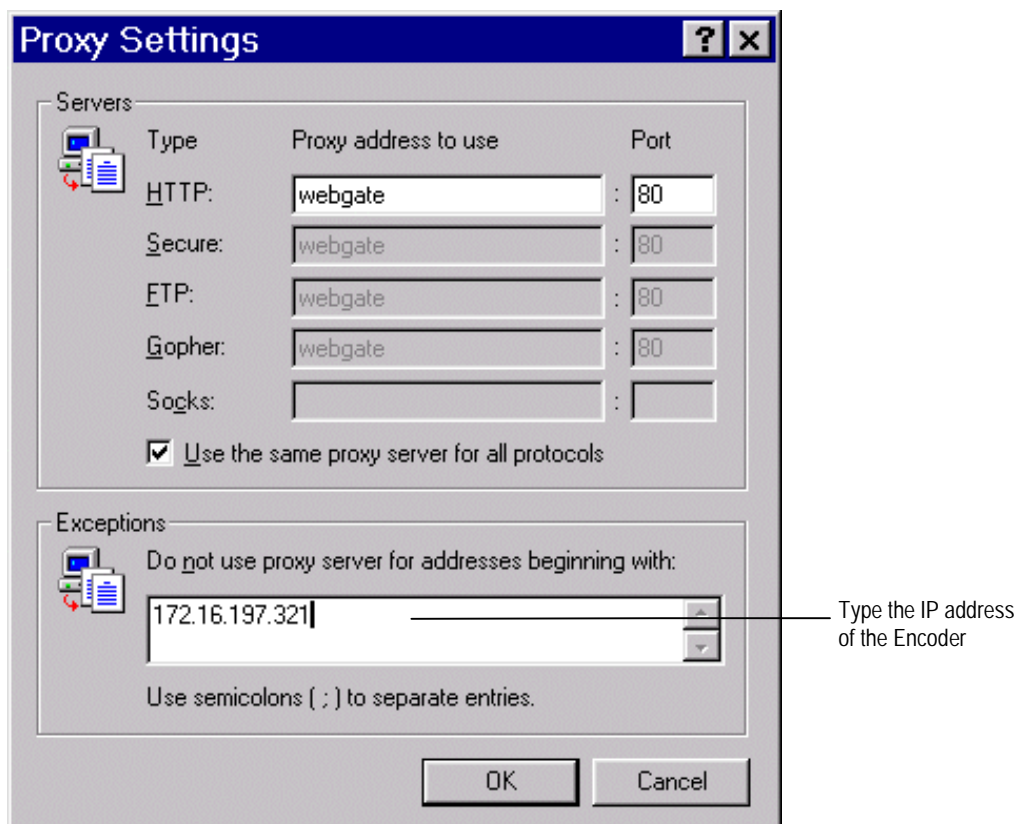 Proxy Settings
Servers
Type Proxy address to use Port
HTTP: webgate : 80
Secure: webgate : 80
FTP: webgate : 80
Gopher: webgate : 80
Socks: :
Use the same proxy server for all protocols
Exceptions
Do not use proxy server for addresses beginning with:
172.16.197.321
Type the IP address
of the Encoder
Use semicolons ( ; ) to separate entries.
OK Cancel